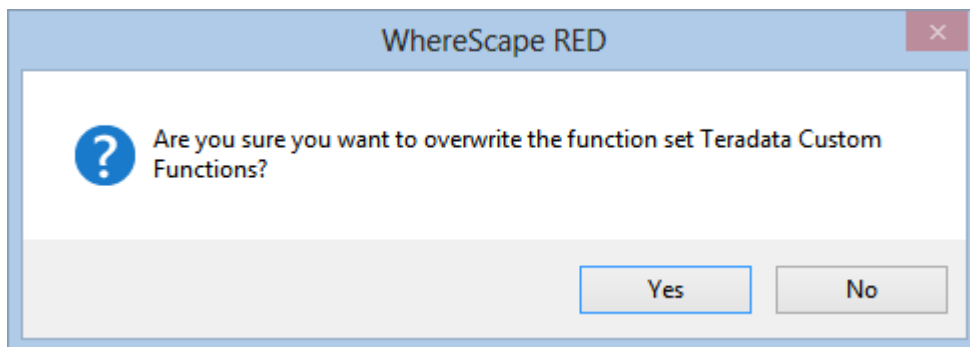 WhereScape RED
Are you sure you want to overwrite the function set Teradata Custom
Functions?
Yes
No